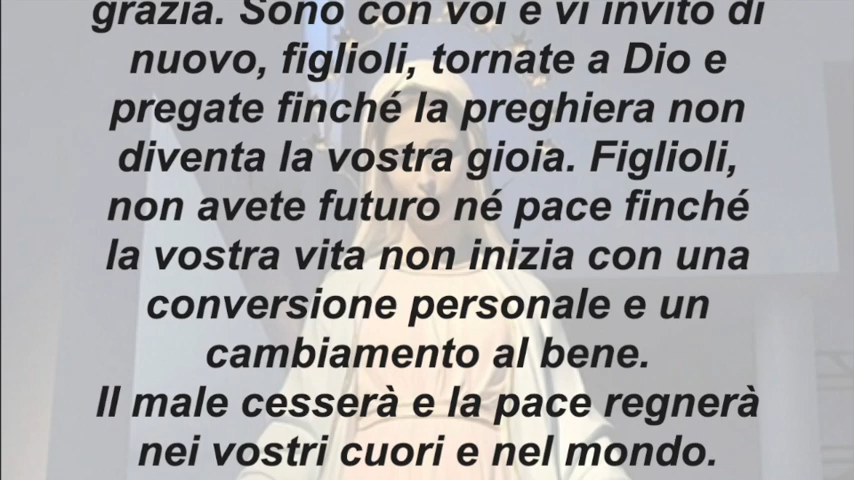 grazia. Sono con voi e vi invito di
nuovo, figlioli, tornate a Dio e
pregate finché la preghiera non
diventa la vostra gioia. Figlioli,
non avete futuro né pace finché
la vostra vita non inizia con una
conversione personale e un
cambiamento al bene.
Il male cesserà e la pace regnerà
nei vostri cuori e nel mondo.